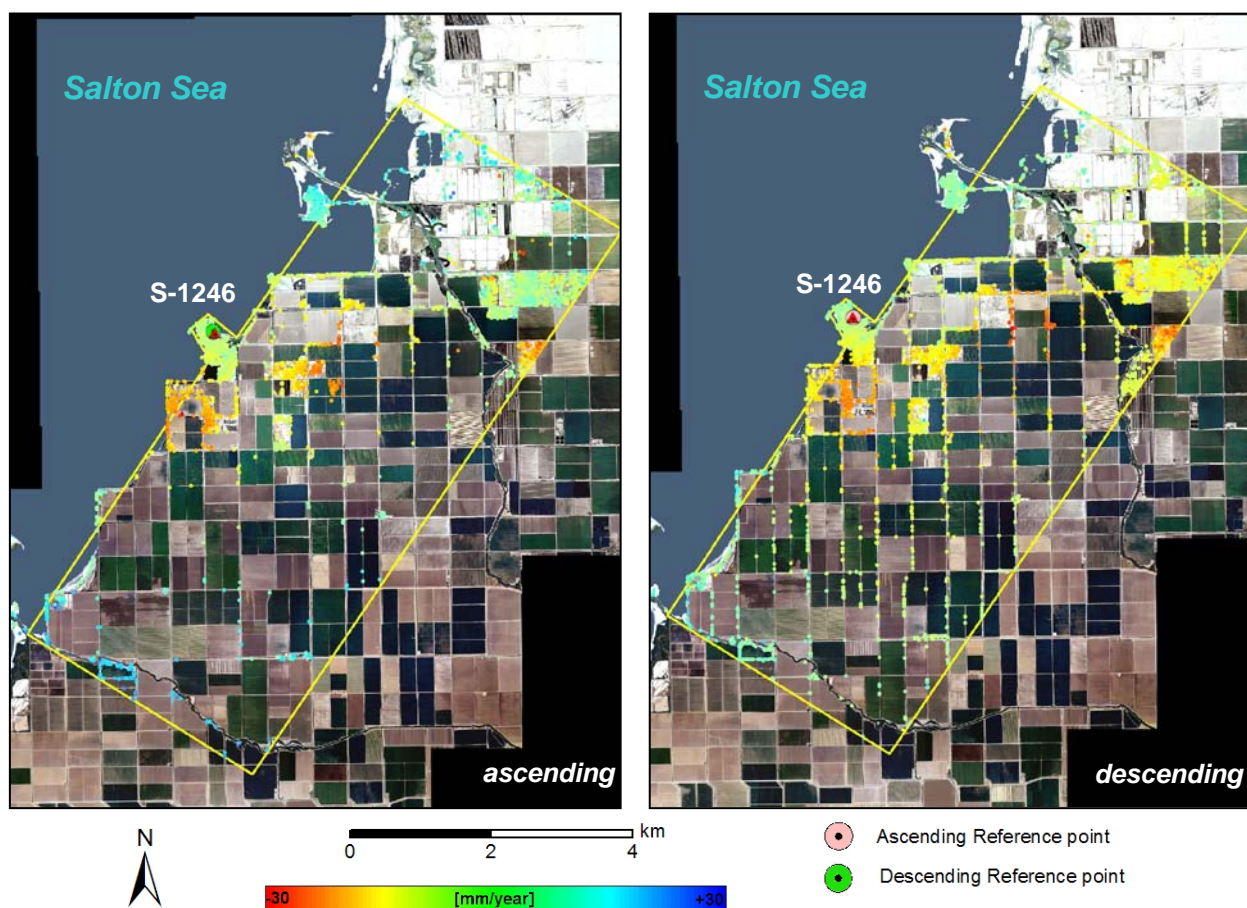 Salton Sea
S-1246
ascending
Salton Sea
S-1246
descending
N
km
0
2
4
-30
[mm/year]
+30
Ascending Reference point
Descending Reference point